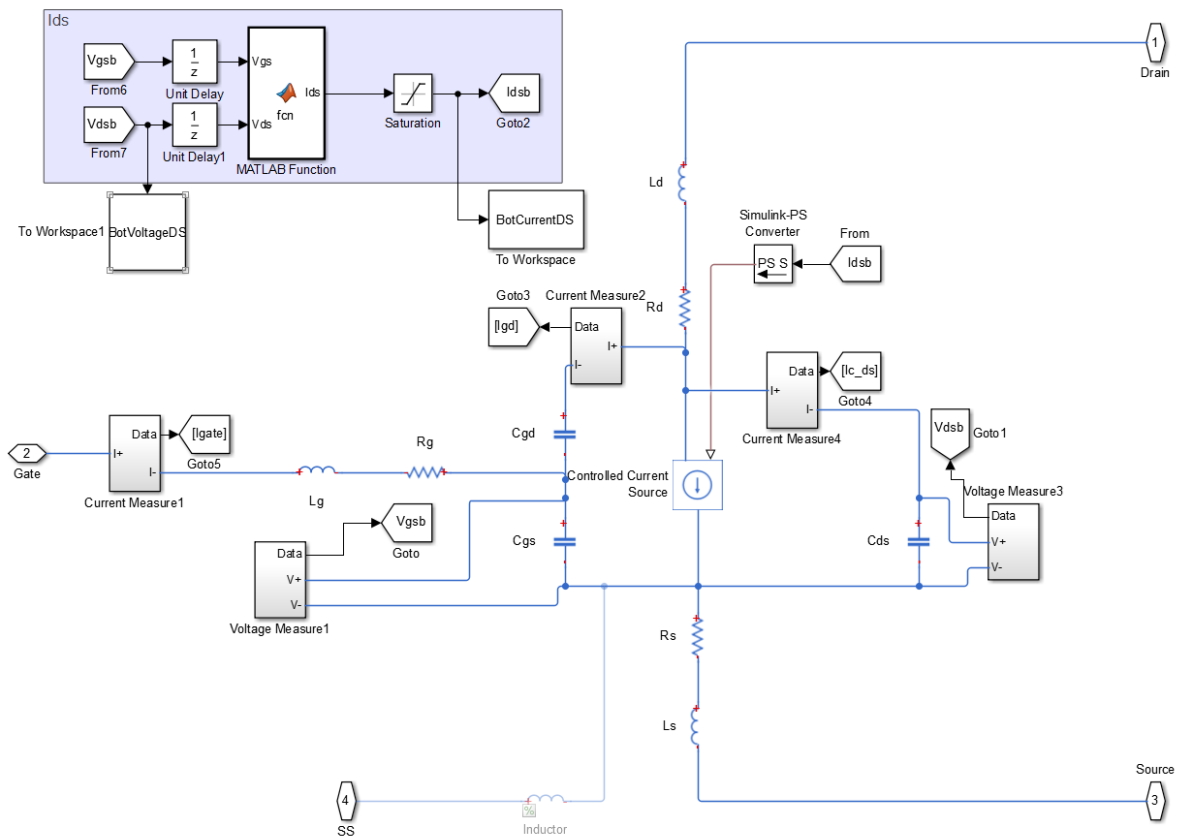 Ids
Vgsb
From6
1
z
Unit Delay
Vgs
Vds
Ids
fcn
MATLAB Function
Vdsb
From7
1
z
Unit Delay1
Saturation
Idsb
Goto2
To Workspace1
BotVoltageDS
BotCurrentDS
To Workspace
1
Drain
Ld
Simulink-PS
Converter
PS S
From
Idsb
Rd
Goto3
[Igd]
Current Measure2
Data
I+
I-
Data
I+
I-
Current Measure4
[Ic_ds]
Goto4
Vdsb
Goto1
2
Gate
Data
I+
I-
Current Measure1
[Igate]
Goto5
Lg
Rg
Cgd
Controlled Current
Source
Voltage Measure3
Data
V+
V-
Vgsb
Goto
Data
V+
V-
Voltage Measure1
Cgs
Cds
Rs
Ls
4
SS
%
Inductor
Source
3